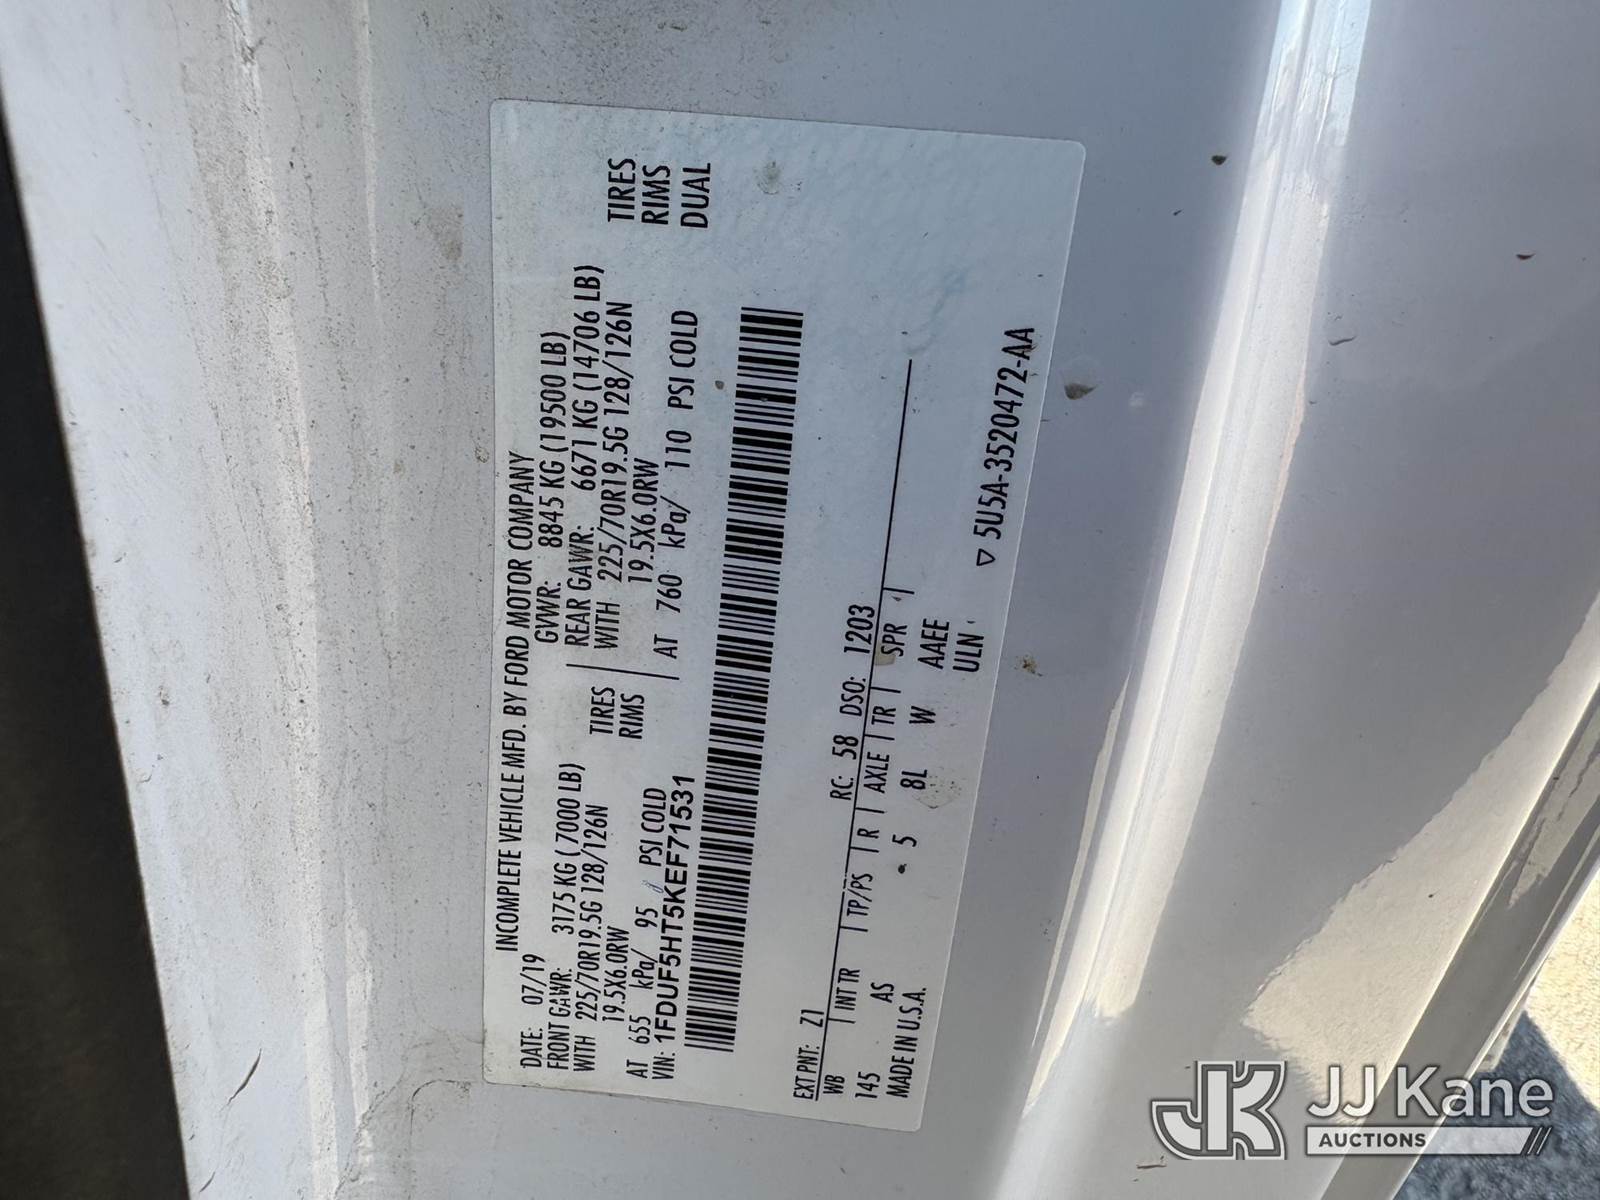 INCOMPLETE VEHICLE MFD. BY FORD MOTOR COMPANY
DATE: 07/19 GVWR: 8845 KG (19500 LB)
FRONT GAWR: 3175 KG (7000 LB) REAR GAWR: 6671 KG (14706 LB)
WITH 225/70R19.5G 128/126N TIRES WITH 225/70R19.5G 128/126N TIRES
19.5X6.0RW RIMS 19.5X6.0RW RIMS
AT 655 kPa/ 95 PSI COLD AT 760 kPa/ 110 PSI COLD DUAL
VIN: 1FDUF5HT5KEF71531
EXT PNT: Z1 RC: 58 DSO: 1203
WB INT TR TP/PS R AXLE TR SPR
145 AS 5 8L W AAEE
MADE IN U.S.A. ULN
5U5A-3520472-AA
JK JJ Kane
AUCTIONS